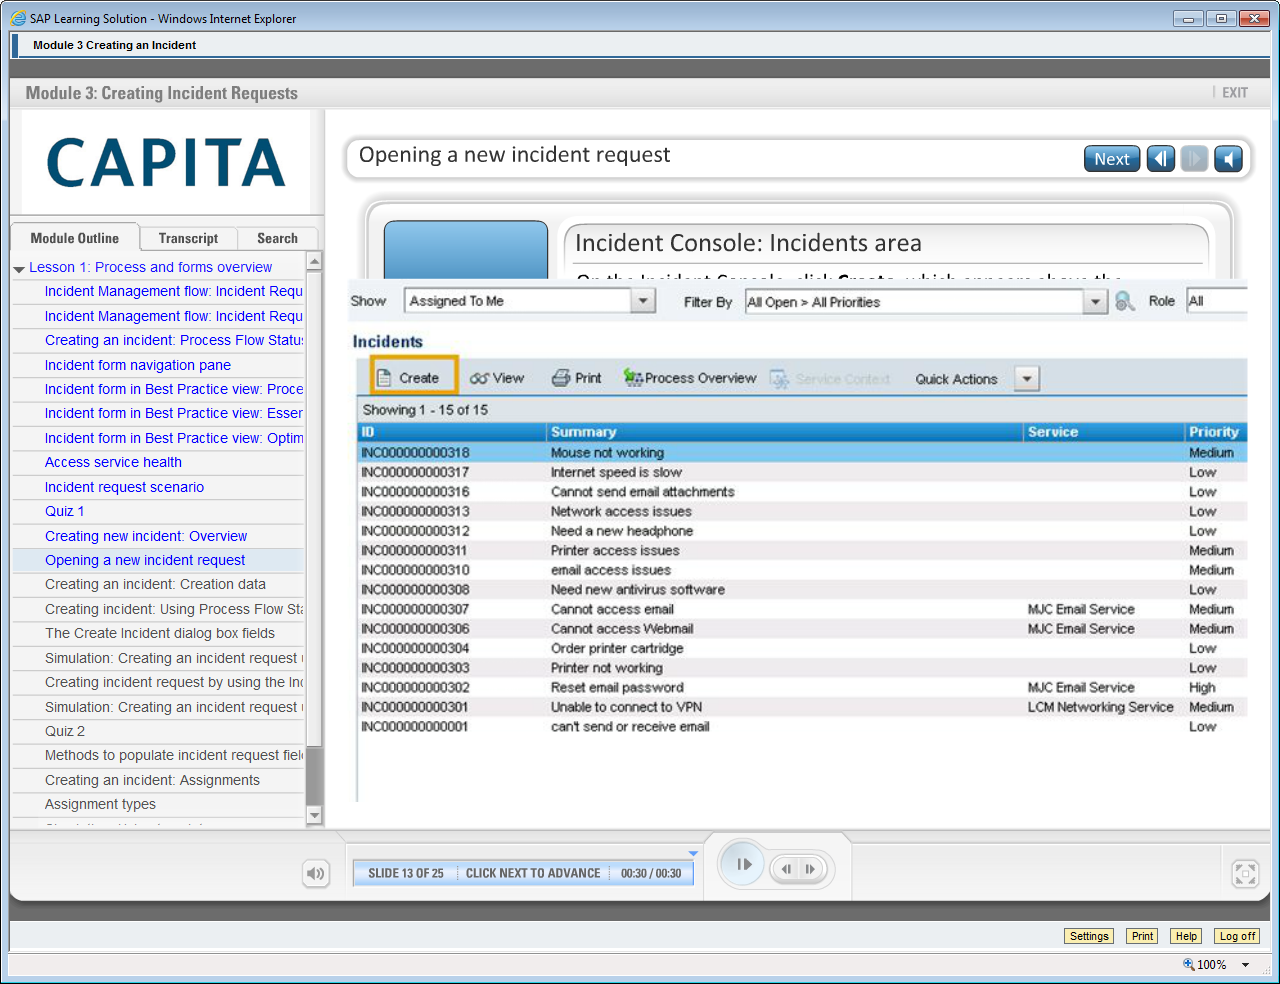 SAP Learning Solution - Windows Internet Explorer
Module 3 Creating an Incident
Module 3: Creating Incident Requests
EXIT
CAPITA
Module Outline
Transcript
Search
Lesson 1: Process and forms overview
Incident Management flow: Incident Requ
Incident Management flow: Incident Requ
Creating an incident: Process Flow Statu
Incident form navigation pane
Incident form in Best Practice view: Proce
Incident form in Best Practice view: Esser
Incident form in Best Practice view: Optim
Access service health
Incident request scenario
Quiz 1
Creating new incident: Overview
Opening a new incident request
Creating an incident: Creation data
Creating incident: Using Process Flow Sta
The Create Incident dialog box fields
Simulation: Creating an incident request
Creating incident request by using the Inc
Simulation: Creating an incident request
Quiz 2
Methods to populate incident request fiel
Creating an incident: Assignments
Assignment types
Opening a new incident request
Next
Incident Console: Incidents area
On the Incident Console, click Create, which appears above the
Show Assigned To Me Filter By All Open > All Priorities Role All
Incidents
Create View Print Process Overview Service Context Quick Actions
Showing 1 - 15 of 15
ID Summary Service Priority
INC000000000318 Mouse not working Medium
INC000000000317 Internet speed is slow Low
INC000000000316 Cannot send email attachments Low
INC000000000313 Network access issues Low
INC000000000312 Need a new headphone Low
INC000000000311 Printer access issues Medium
INC000000000310 email access issues Medium
INC000000000308 Need new antivirus software Low
INC000000000307 Cannot access email MJC Email Service Medium
INC000000000306 Cannot access Webmail MJC Email Service Medium
INC000000000304 Order printer cartridge Low
INC000000000303 Printer not working Low
INC000000000302 Reset email password MJC Email Service High
INC000000000301 Unable to connect to VPN LCM Networking Service Medium
INC000000000001 can't send or receive email Low
SLIDE 13 OF 25 CLICK NEXT TO ADVANCE 00:30 / 00:30
Settings Print Help Log off
100%